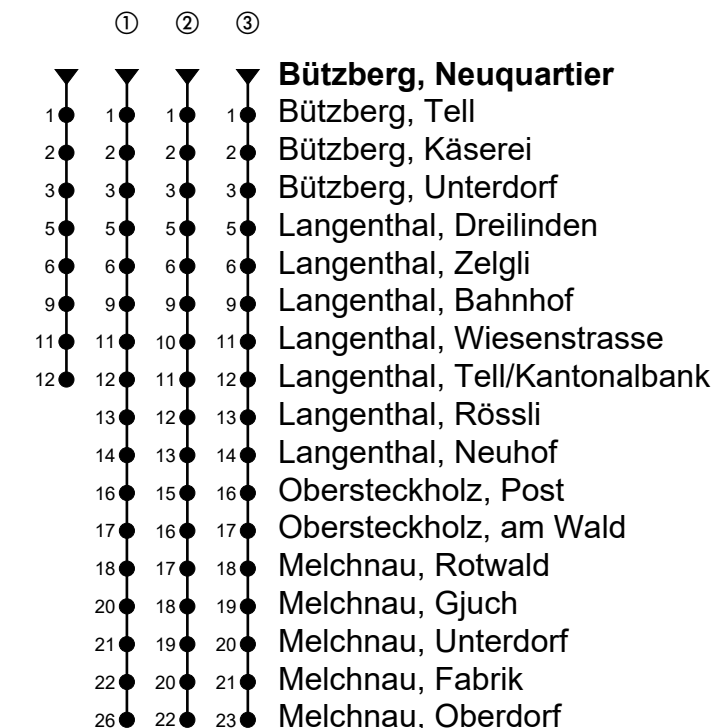 ① ② ③
Bützberg, Neuquartier
1 1 1 1 Bützberg, Tell
2 2 2 2 Bützberg, Käserei
3 3 3 3 Bützberg, Unterdorf
5 5 5 5 Langenthal, Dreilinden
6 6 6 6 Langenthal, Zelgli
9 9 9 9 Langenthal, Bahnhof
11 11 10 11 Langenthal, Wiesenstrasse
12 12 11 12 Langenthal, Tell/Kantonalbank
13 12 13 Langenthal, Rössli
14 13 14 Langenthal, Neuhof
16 15 16 Obersteckholz, Post
17 16 17 Obersteckholz, am Wald
18 17 18 Melchnau, Rotwald
20 18 19 Melchnau, Gjuch
21 19 20 Melchnau, Unterdorf
22 20 21 Melchnau, Fabrik
26 22 23 Melchnau, Oberdorf